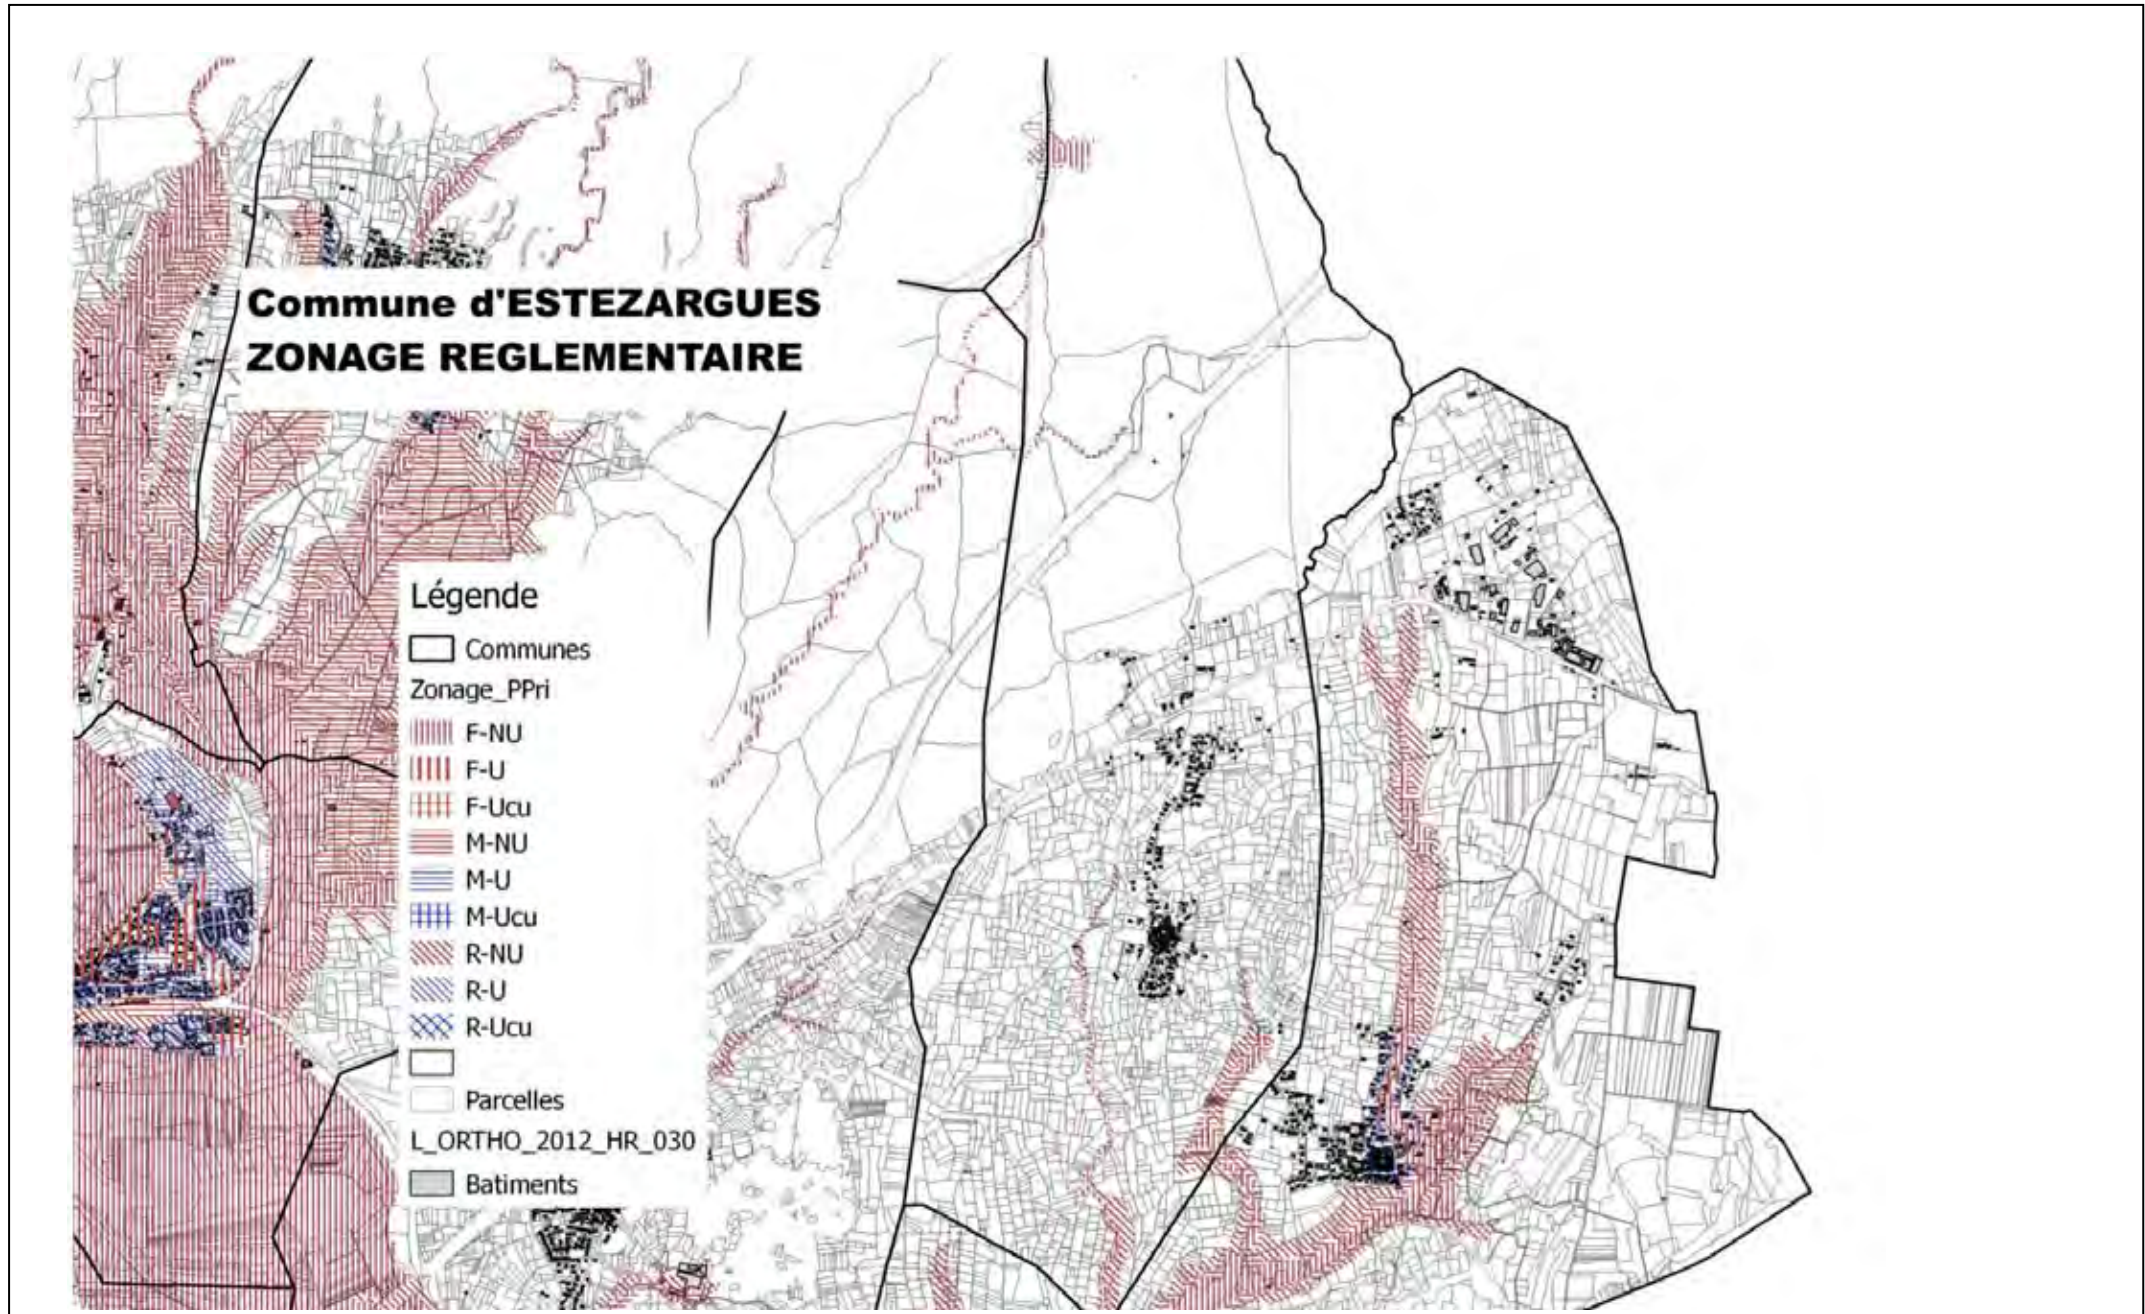 Commune d'ESTEZARGUES
ZONAGE REGLEMENTAIRE
Légende
Communes
Zonage_PPri
F-NU
F-U
F-Ucu
M-NU
M-U
M-Ucu
R-NU
R-U
R-Ucu
Parcelles
L_ORTHO_2012_HR_030
Batiments